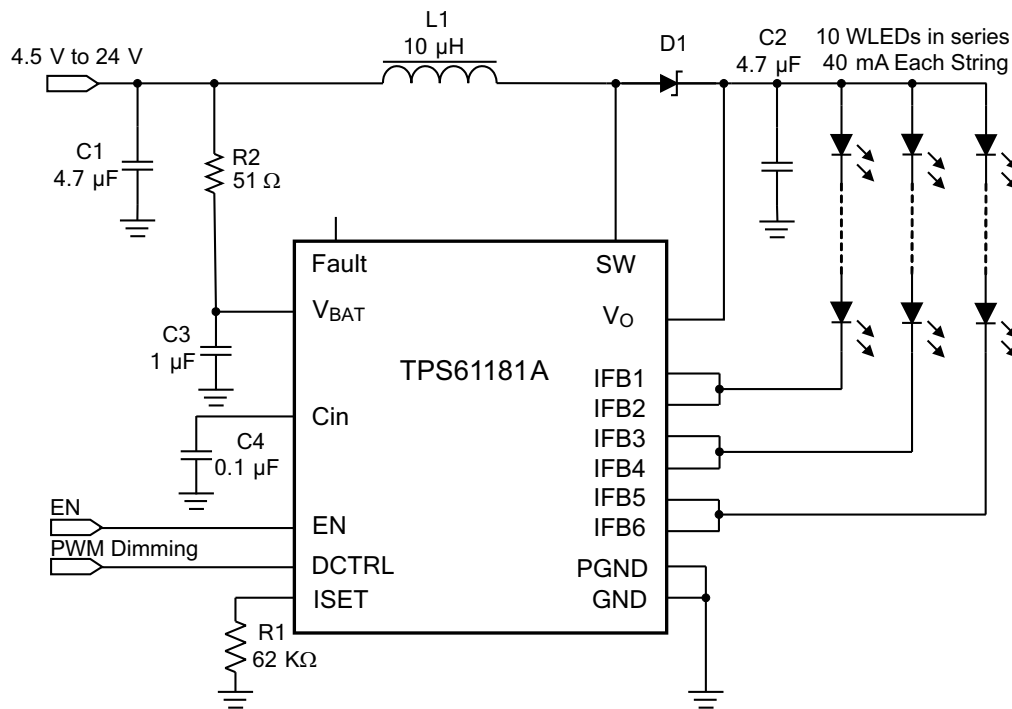 L1
10 µH
4.5 V to 24 V
D1
C2
4.7 µF
10 WLEDs in series
40 mA Each String
C1
4.7 µF
R2
51 Ω
Fault
SW
VBAT
VO
C3
1 µF
TPS61181A
IFB1
IFB2
IFB3
IFB4
IFB5
IFB6
Cin
C4
0.1 µF
EN
EN
PWM Dimming
DCTRL
PGND
ISET
GND
R1
62 KΩ